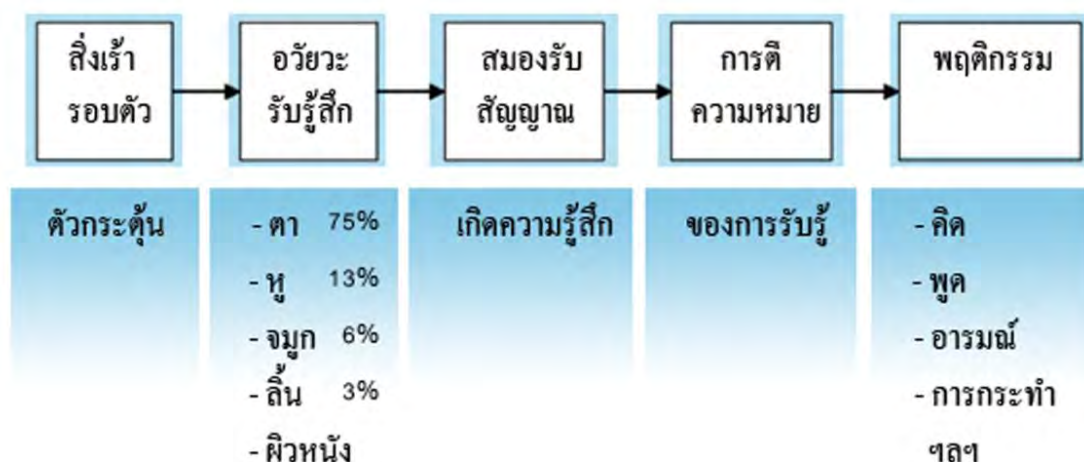 สิ่งเร้า
รอบตัว
อวัยวะ
รับรู้สึก
สมองรับ
สัญญาณ
การตี
ความหมาย
พฤติกรรม
ตัวกระตุ้น
- ตา 75%
- หู 13%
- จมูก 6%
- ลิ้น 3%
- ผิวหนัง
เกิดความรู้สึก
ของการรับรู้
- คิด
- พูด
- อารมณ์
- การกระทำ
ฯลฯ